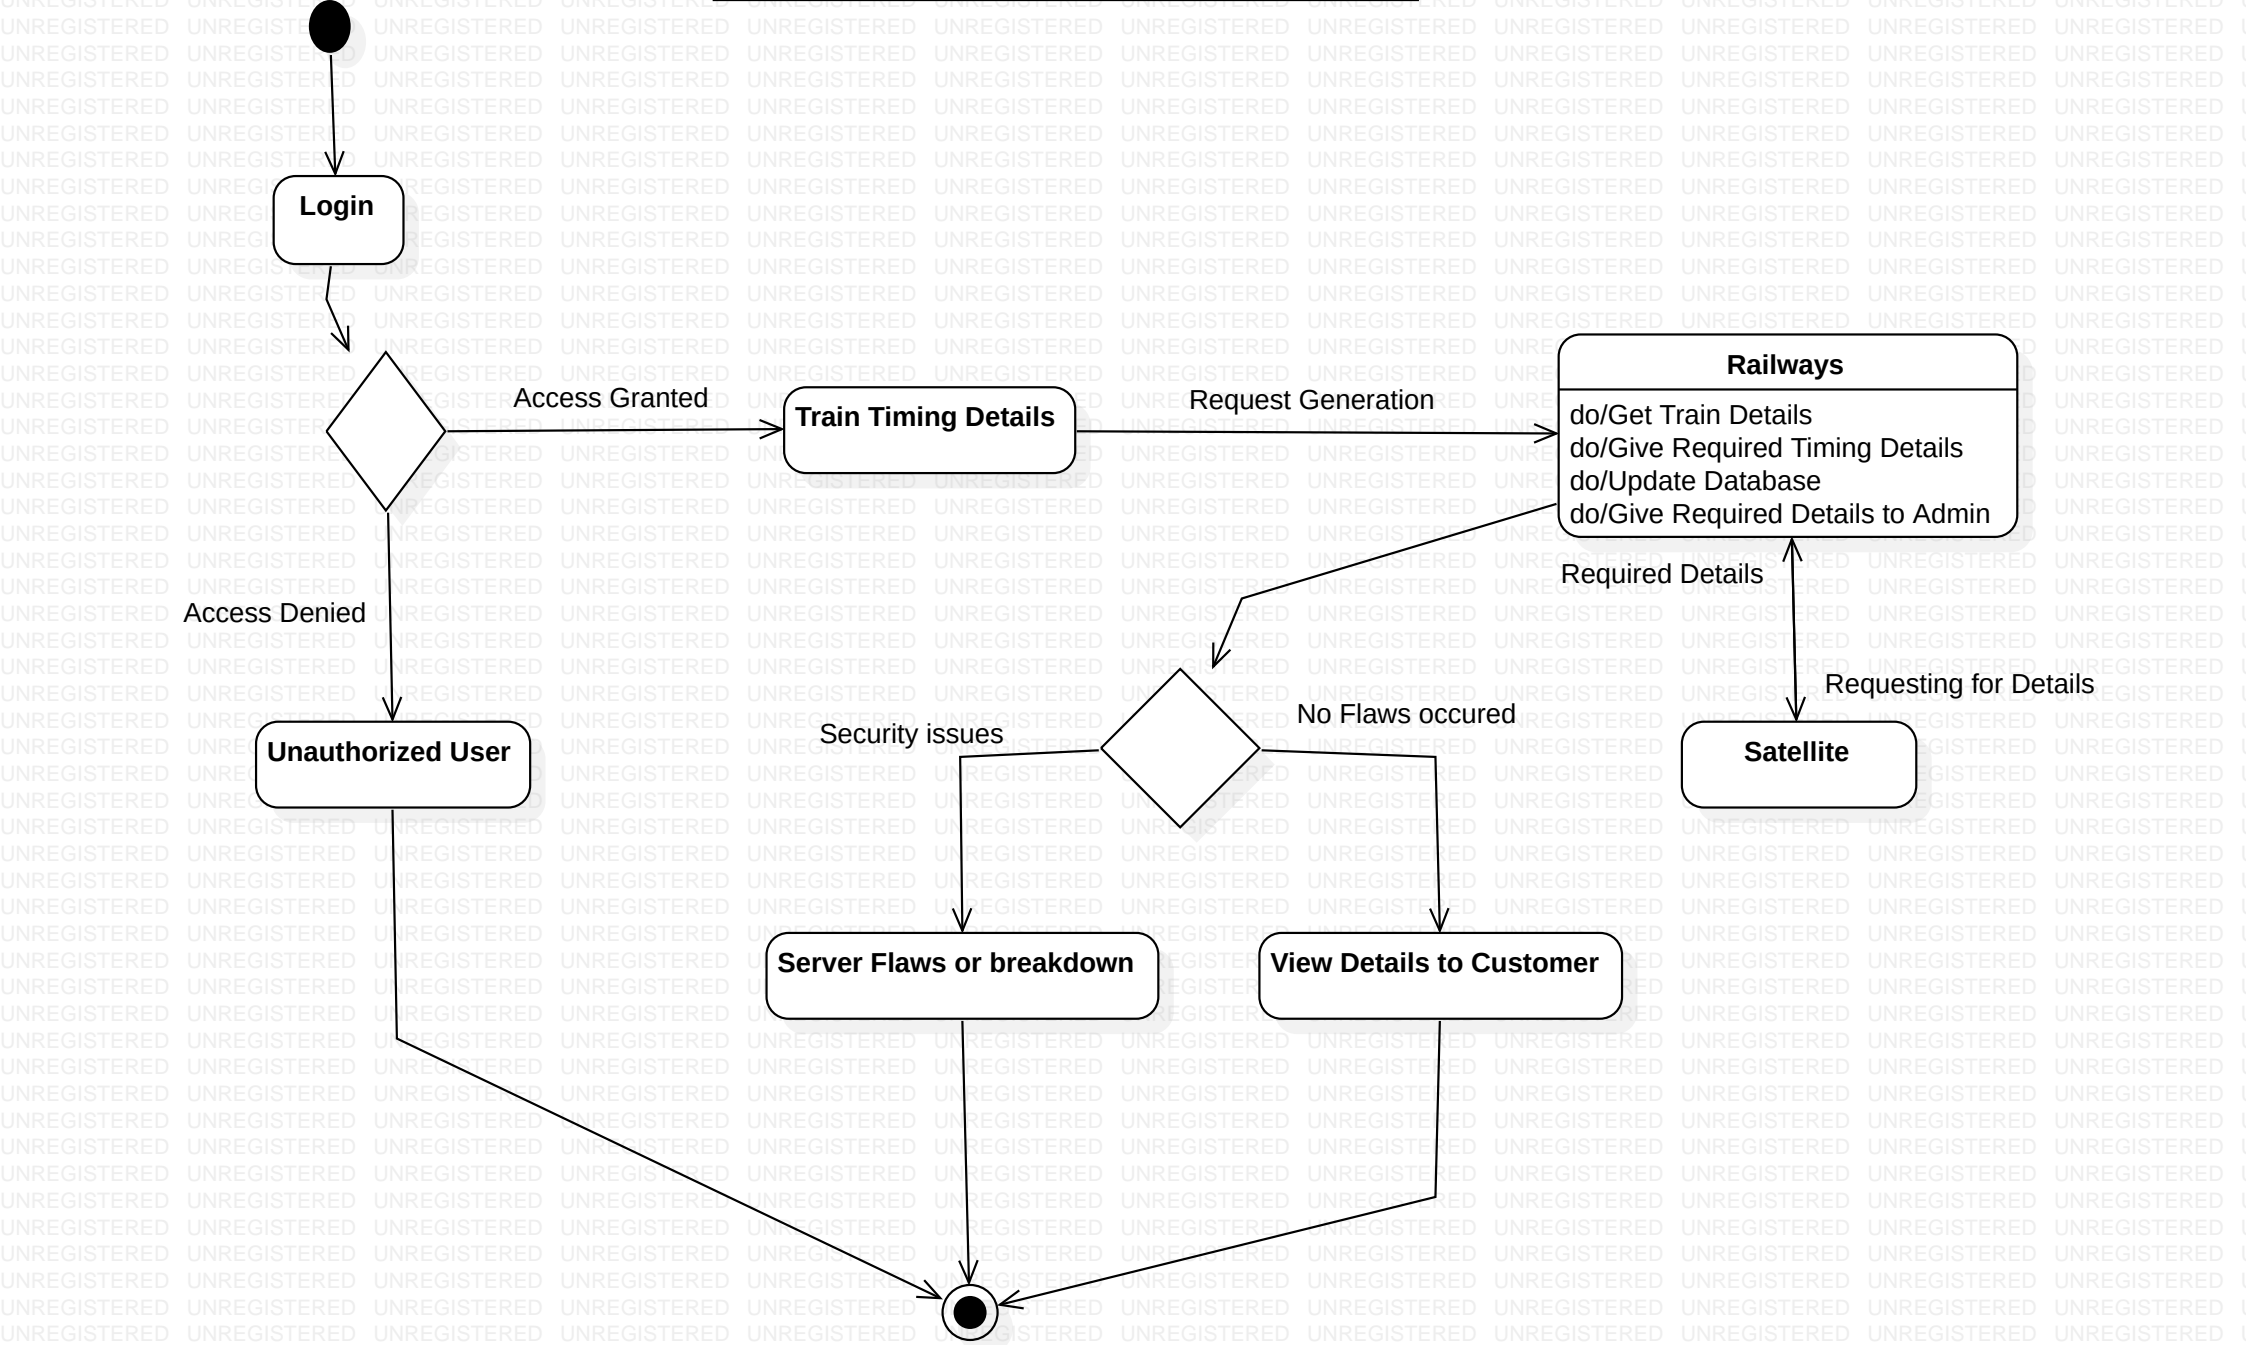 Login
Access Granted
Train Timing Details
Request Generation
Railways
do/Get Train Details
do/Give Required Timing Details
do/Update Database
do/Give Required Details to Admin
Required Details
Access Denied
Requesting for Details
No Flaws occured
Security issues
Unauthorized User
Satellite
Server Flaws or breakdown
View Details to Customer
UNREGISTERED